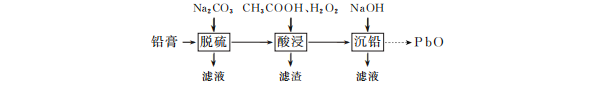 Na₂CO₃ CH₃COOH、H₂O₂ NaOH
铅膏 脱硫 酸浸 沉铅 PbO
滤液 滤渣 滤液